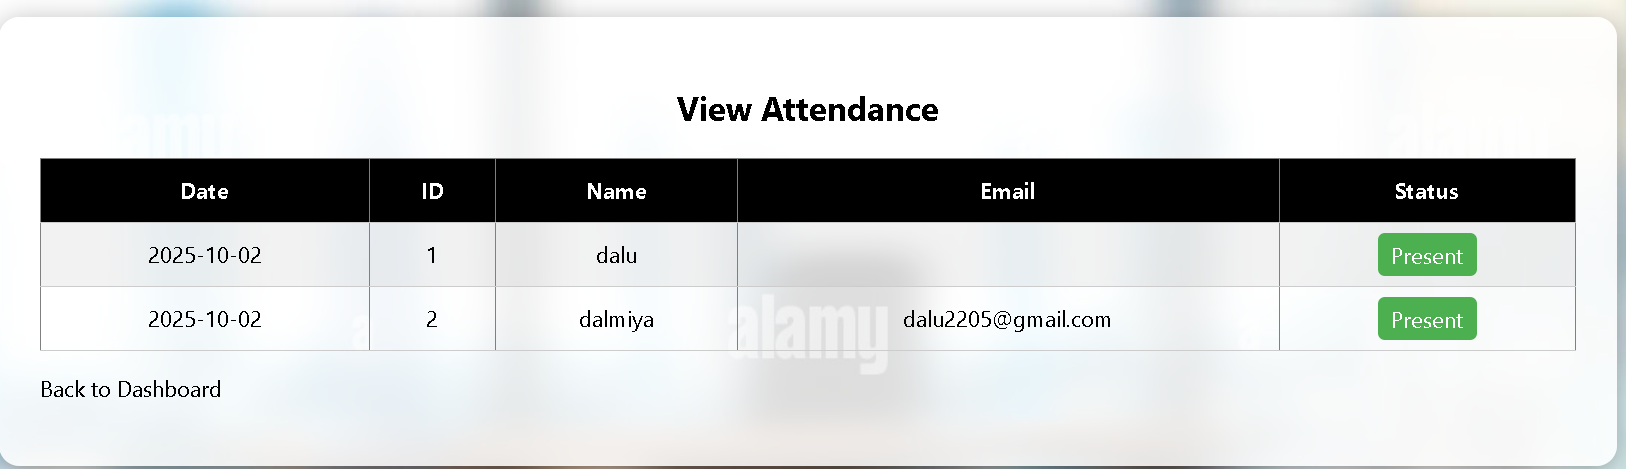 View Attendance
Date ID Name Email Status
2025-10-02 1 dalu Present
2025-10-02 2 dalmiya dalu2205@gmail.com Present
alamy
Back to Dashboard